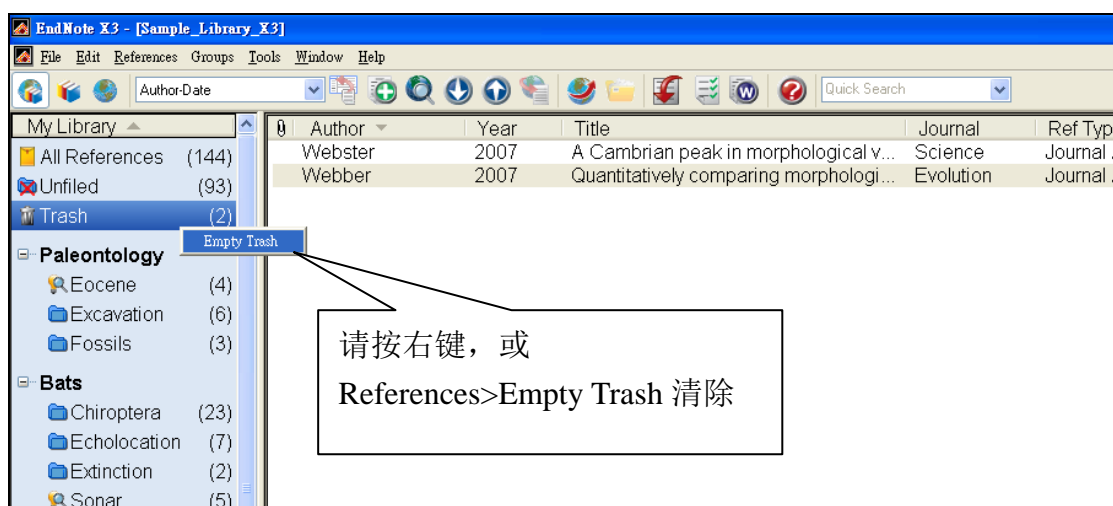 EndNote X3 - [Sample_Library_X3]
File Edit References Groups Tools Window Help
Author-Date Quick Search
My Library Author Year Title Journal Ref Typ
All References (144) Webster 2007 A Cambrian peak in morphological v... Science Journal .
Unfiled (93) Webber 2007 Quantitatively comparing morphologi... Evolution Journal .
Trash (2)
Empty Trash
Paleontology
Eocene (4)
Excavation (6)
Fossils (3)
请按右键，或
References>Empty Trash 清除
Bats
Chiroptera (23)
Echolocation (7)
Extinction (2)
Sonar (5)